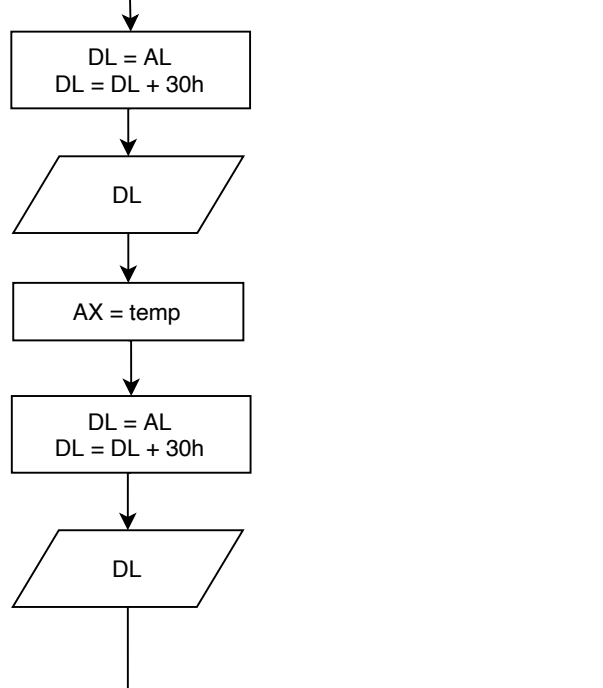 DL = AL
DL = DL + 30h
DL
AX = temp
DL = AL
DL = DL + 30h
DL